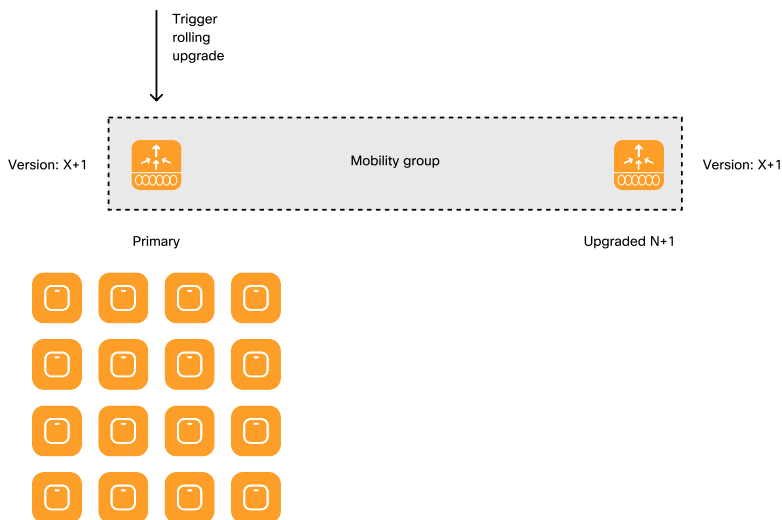 Trigger
rolling
upgrade
Version: X+1
Mobility group
Version: X+1
Primary
Upgraded N+1